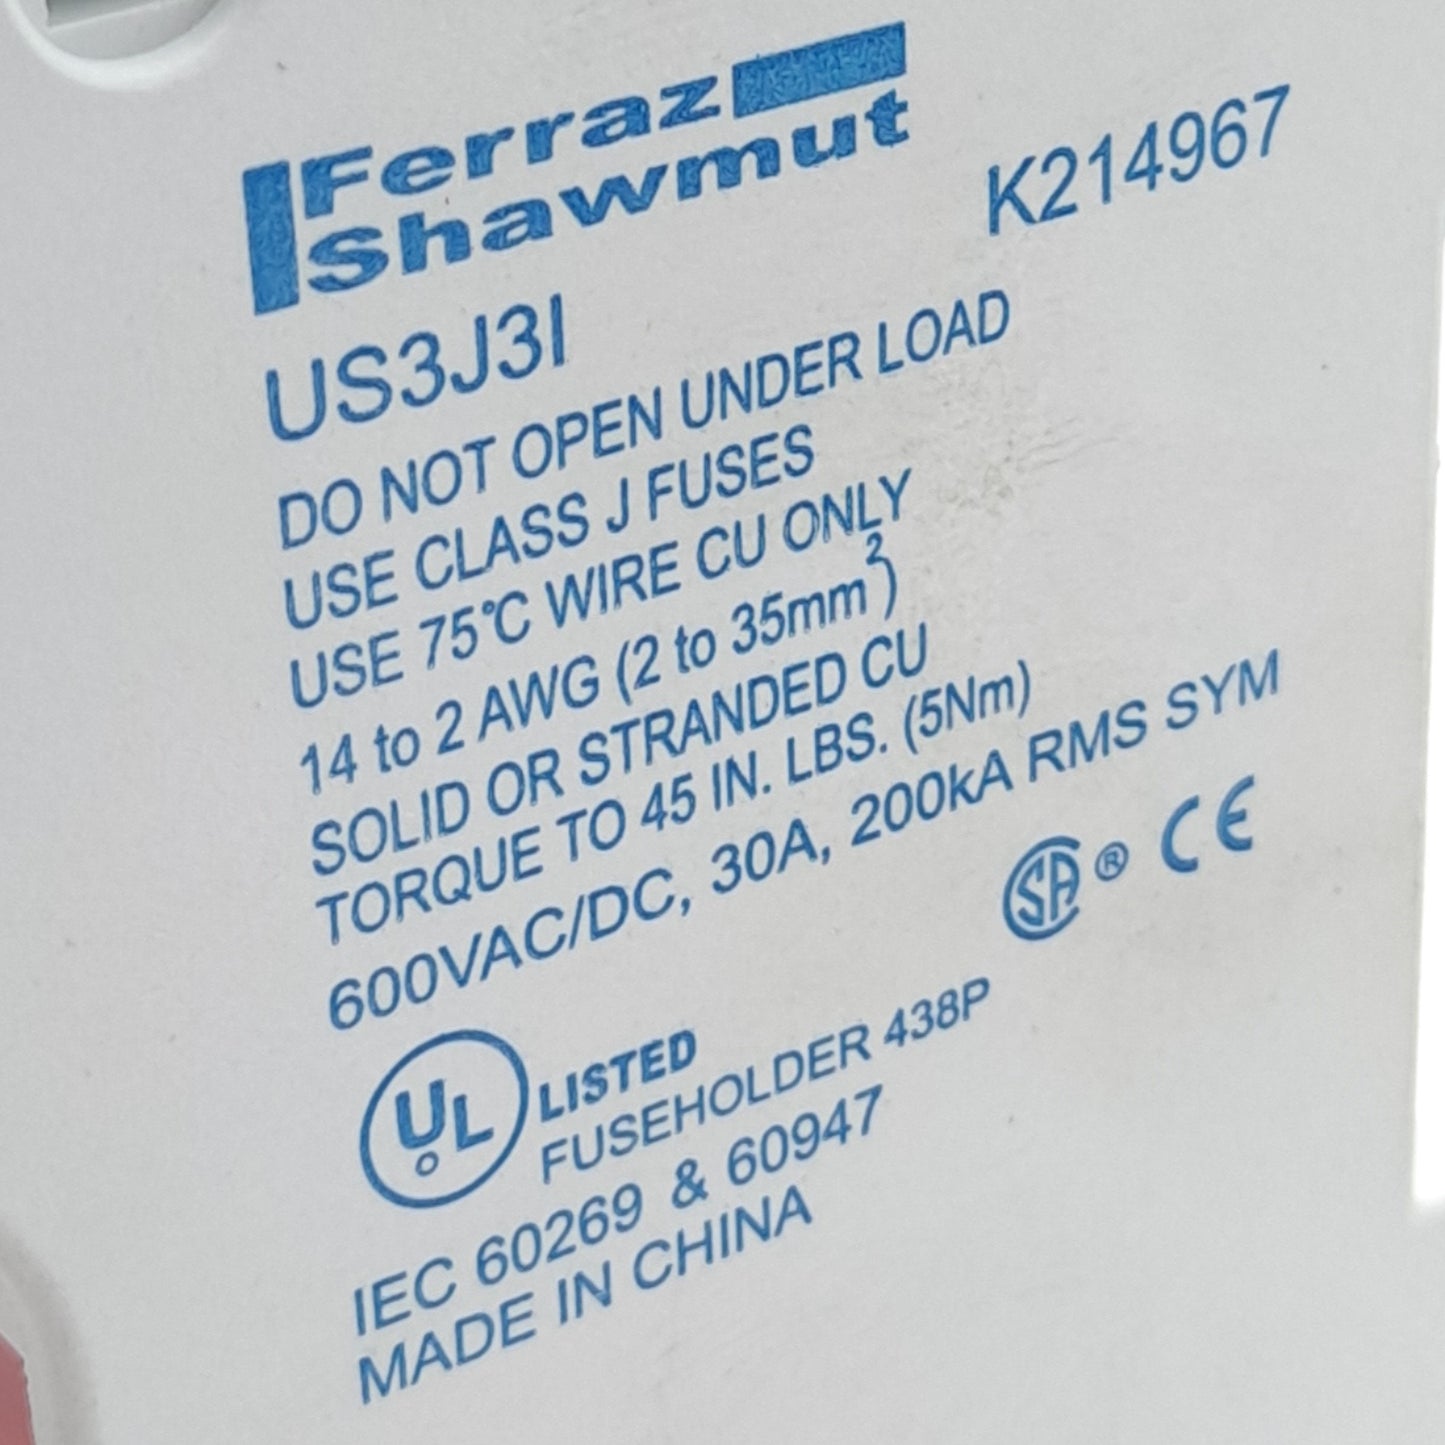 Ferraz
Shawmut
K214967
US3J3I
DO NOT OPEN UNDER LOAD
USE CLASS J FUSES
USE 75°C WIRE CU ONLY
14 to 2 AWG (2 to 35mm²)
SOLID OR STRANDED CU
TORQUE TO 45 IN. LBS. (5Nm)
600VAC/DC, 30A, 200kA RMS SYM
SA® CE
UL LISTED
FUSEHOLDER 438P
IEC 60269 & 60947
MADE IN CHINA